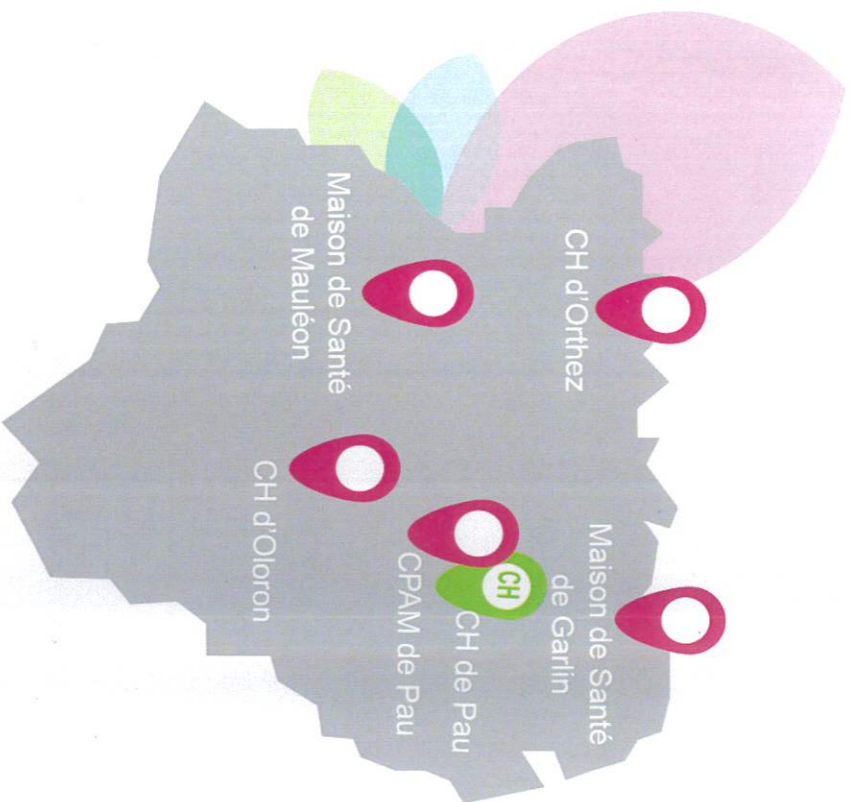 Maison de Santé
de Garlin
CH d'Orthez
CH
CH de Pau
CPAM de Pau
Maison de Santé
de Mauléon
CH d'Oloron